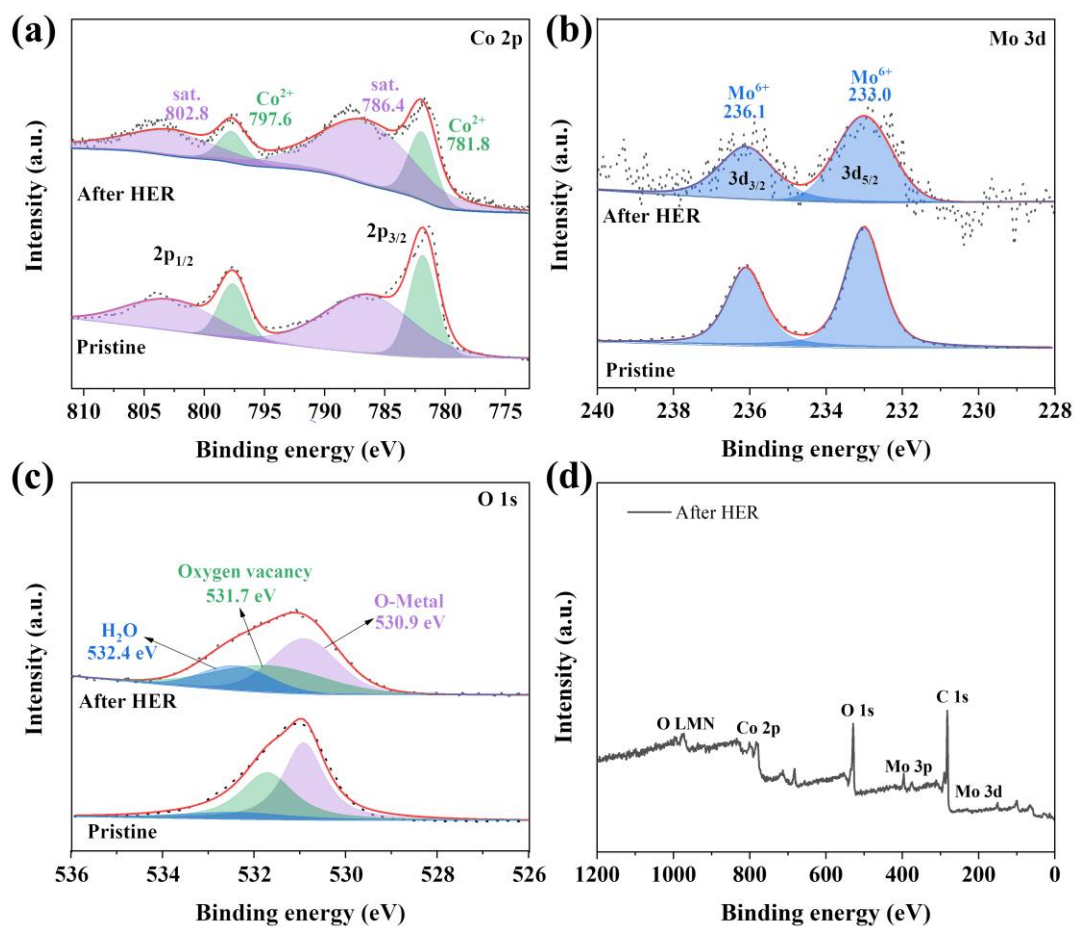 (a)
Co 2p
sat.
802.8
Co2+
797.6
sat.
786.4
Co2+
781.8
After HER
2p1/2
2p3/2
Pristine
Intensity (a.u.)
810 805 800 795 790 785 780 775
Binding energy (eV)
(b)
Mo 3d
Mo6+
236.1
Mo6+
233.0
3d3/2
3d5/2
After HER
Pristine
Intensity (a.u.)
240 238 236 234 232 230 228
Binding energy (eV)
(c)
O 1s
Oxygen vacancy
531.7 eV
O-Metal
530.9 eV
H2O
532.4 eV
After HER
Pristine
Intensity (a.u.)
536 534 532 530 528 526
Binding energy (eV)
(d)
After HER
C 1s
O 1s
O LMN
Co 2p
Mo 3p
Mo 3d
Intensity (a.u.)
1200 1000 800 600 400 200 0
Binding energy (eV)